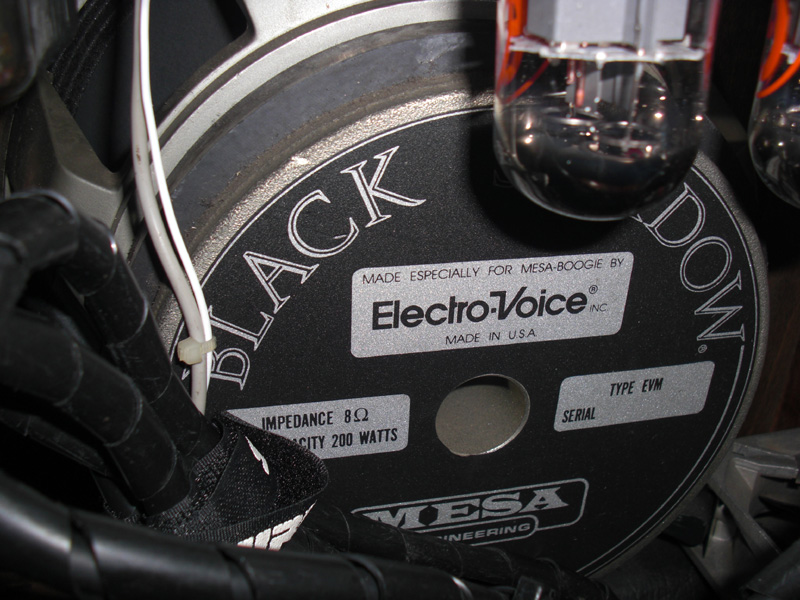 BLACK
DOW®
MADE ESPECIALLY FOR MESA-BOOGIE BY
Electro-Voice® INC.
MADE IN U.S.A.
IMPEDANCE 8Ω
ACITY 200 WATTS
TYPE EVM
SERIAL
MESA
GINEERING